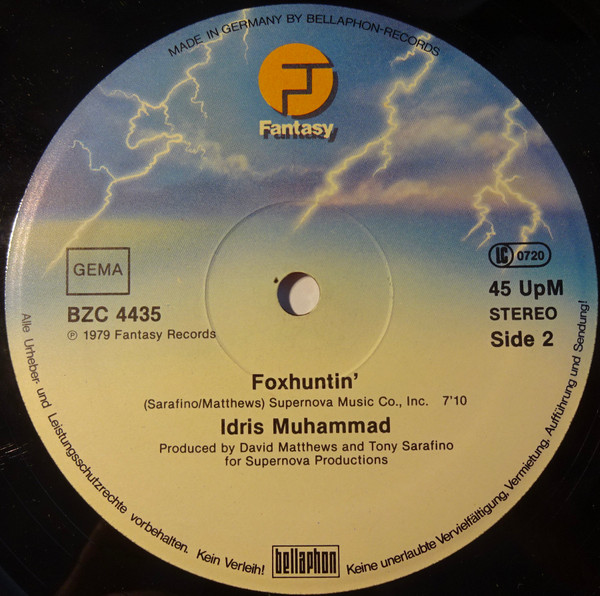 MADE IN GERMANY BY BELLAPHON-RECORDS
Fantasy
GEMA
LC 0720
BZC 4435
℗ 1979 Fantasy Records
45 UpM
STEREO
Side 2
Foxhuntin'
(Sarafino/Matthews) Supernova Music Co., Inc. 7'10
Idris Muhammad
Produced by David Matthews and Tony Sarafino
for Supernova Productions
Alle Urheber- und Leistungsschutzrechte vorbehalten. Kein Verleih! Keine unerlaubte Vervielfältigung, Vermietung, Aufführung und Sendung!
bellaphon